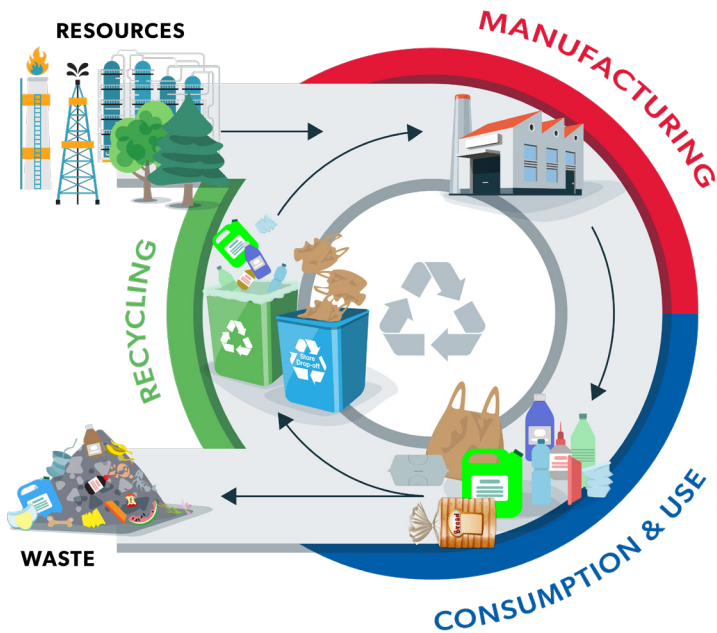 RESOURCES
MANUFACTURING
RECYCLING
Store
Drop-off
Bread
WASTE
CONSUMPTION & USE